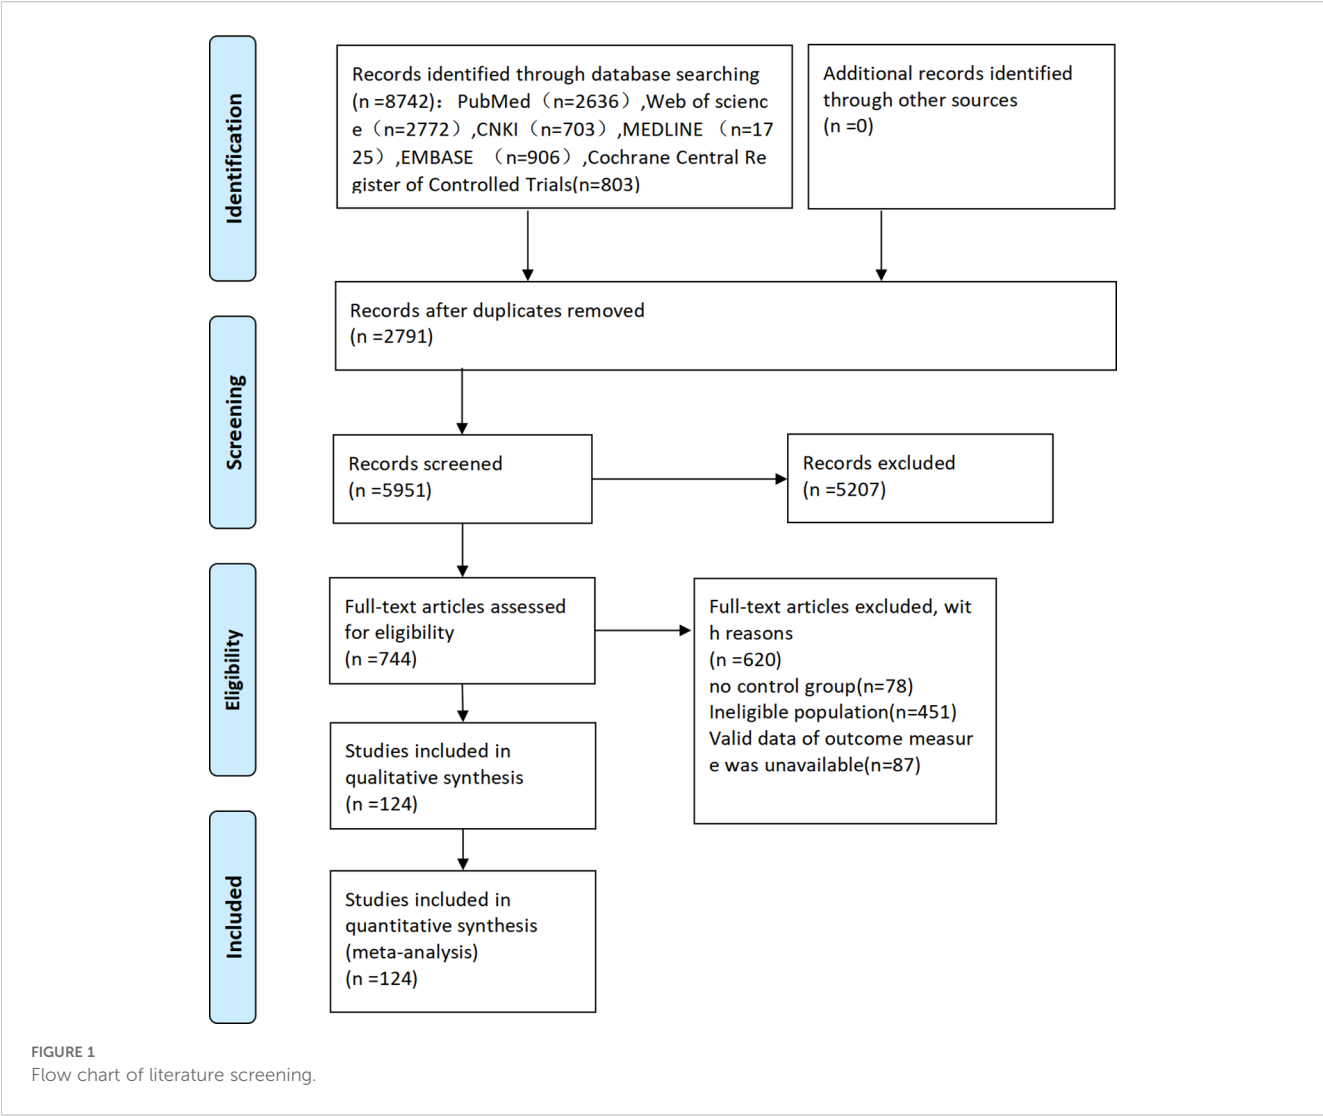 Identification
Records identified through database searching
(n =8742)：PubMed（n=2636）,Web of scienc
e（n=2772）,CNKI（n=703）,MEDLINE （n=17
25）,EMBASE （n=906）,Cochrane Central Re
gister of Controlled Trials(n=803)
Additional records identified
through other sources
(n =0)
Records after duplicates removed
(n =2791)
Screening
Records screened
(n =5951)
Records excluded
(n =5207)
Eligibility
Full-text articles assessed
for eligibility
(n =744)
Full-text articles excluded, wit
h reasons
(n =620)
no control group(n=78)
Ineligible population(n=451)
Valid data of outcome measur
e was unavailable(n=87)
Studies included in
qualitative synthesis
(n =124)
Included
Studies included in
quantitative synthesis
(meta-analysis)
(n =124)
FIGURE 1
Flow chart of literature screening.